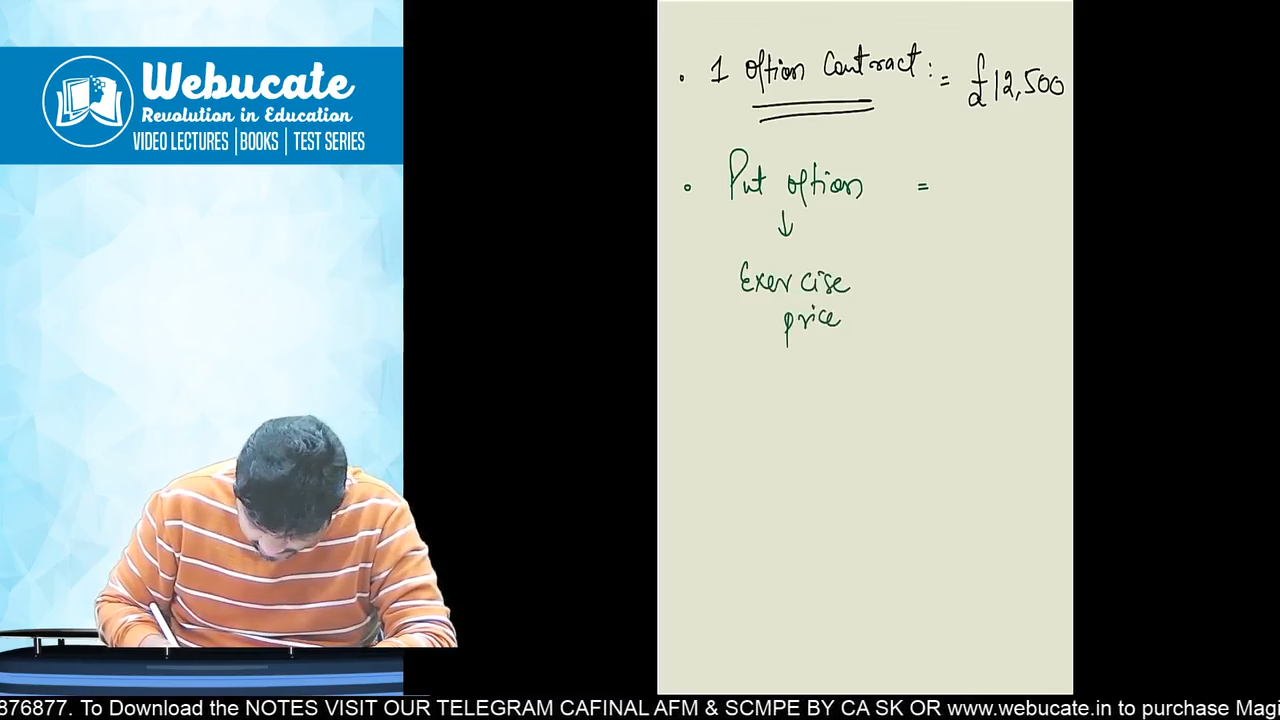 Webucate
Revolution in Education
VIDEO LECTURES | BOOKS | TEST SERIES
• 1 option Contract : = £12,500
• Put option =
↓
Exercise
price
876877. To Download the NOTES VISIT OUR TELEGRAM CAFINAL AFM & SCMPE BY CA SK OR www.webucate.in to purchase Mag